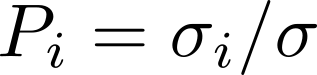 P_i = σ_i/σ